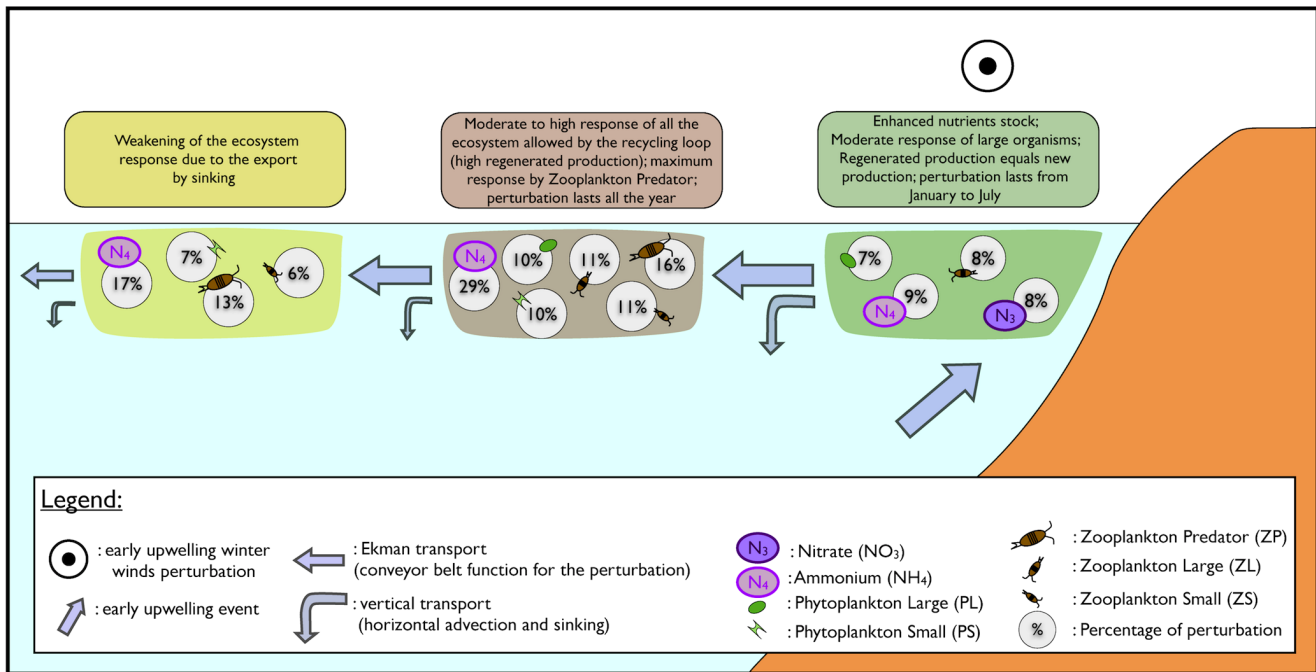 Weakening of the ecosystem
response due to the export
by sinking
Moderate to high response of all the
ecosystem allowed by the recycling loop
(high regenerated production); maximum
response by Zooplankton Predator;
perturbation lasts all the year
Enhanced nutrients stock;
Moderate response of large organisms;
Regenerated production equals new
production; perturbation lasts from
January to July
N₄
17%
7%
13%
6%
N₄
29%
10%
10%
11%
11%
16%
7%
N₄
9%
8%
N₃
8%
Legend:
: early upwelling winter
winds perturbation
: early upwelling event
: Ekman transport
(conveyor belt function for the perturbation)
: vertical transport
(horizontal advection and sinking)
N₃
: Nitrate (NO₃)
N₄
: Ammonium (NH₄)
: Phytoplankton Large (PL)
: Phytoplankton Small (PS)
: Zooplankton Predator (ZP)
: Zooplankton Large (ZL)
: Zooplankton Small (ZS)
%
: Percentage of perturbation